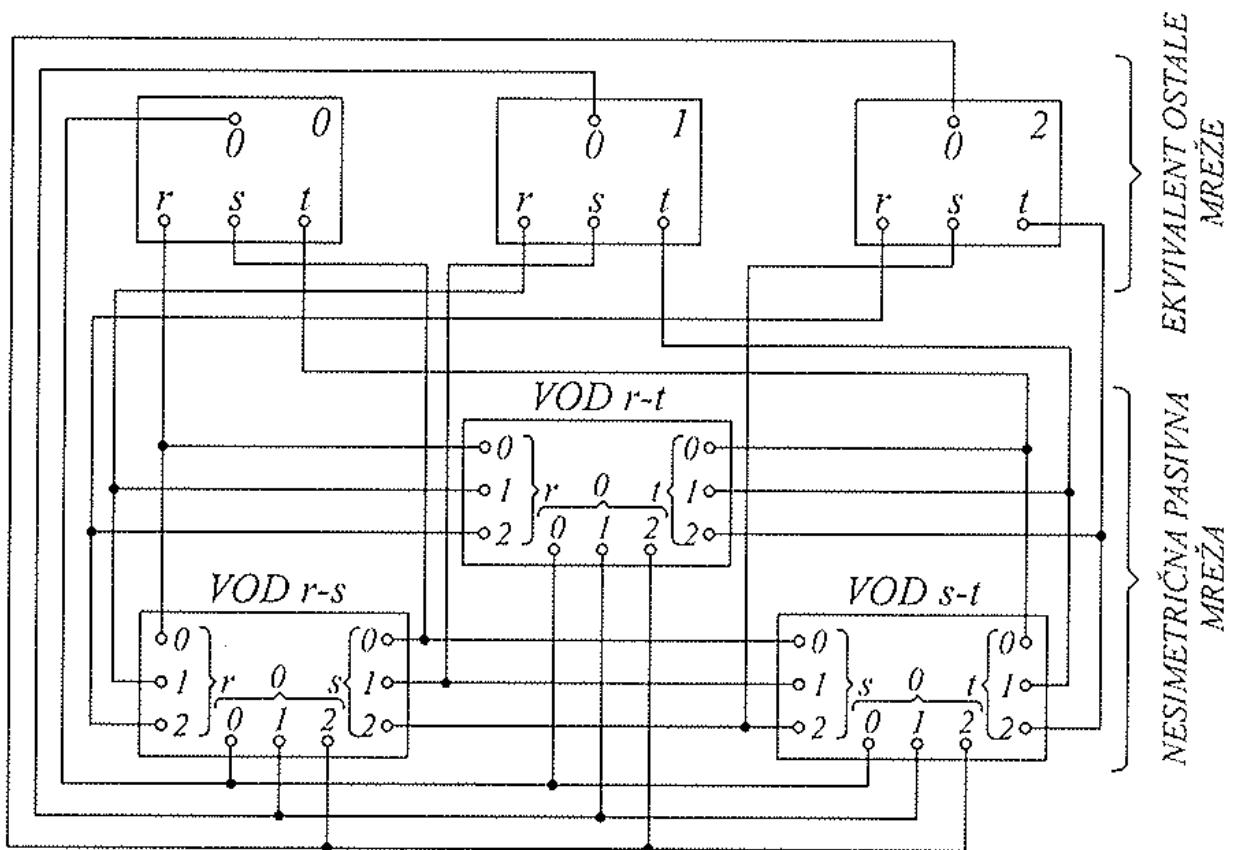 0 1 2
0 0 0
r s t r s t r s t
EKVIVALENT OSTALE
MREŽE
VOD r-t
0 0
1 r 0 t 1
2 0 1 2 2
VOD r-s
0 0
1 r 0 s 1
2 0 1 2 2
VOD s-t
0 0
1 s 0 t 1
2 0 1 2 2
NESIMETRIČNA PASIVNA
MREŽA